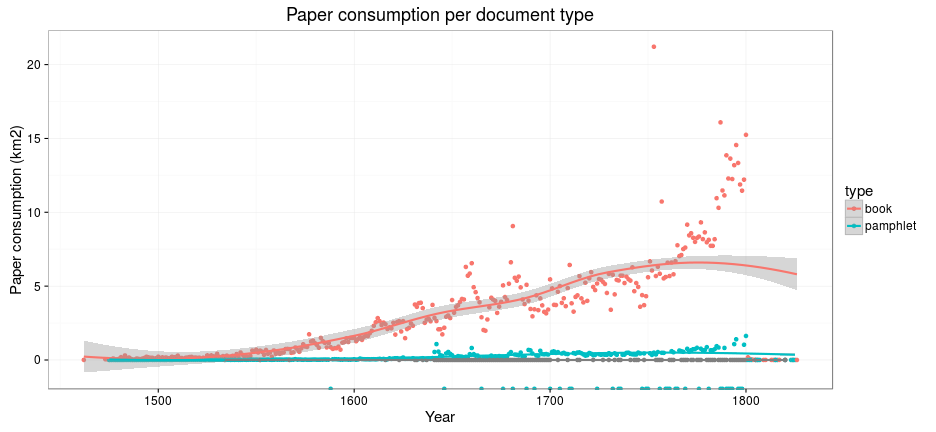 Paper consumption per document type
Paper consumption (km2)
20
15
10
5
0
1500
1600
1700
1800
Year
type
book
pamphlet